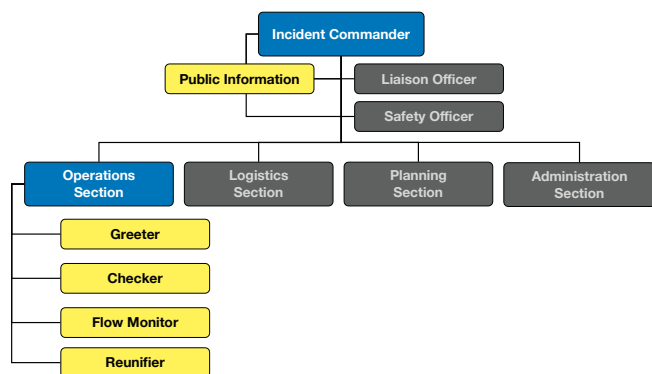 Incident Commander
Public Information
Liaison Officer
Safety Officer
Operations
Section
Logistics
Section
Planning
Section
Administration
Section
Greeter
Checker
Flow Monitor
Reunifier